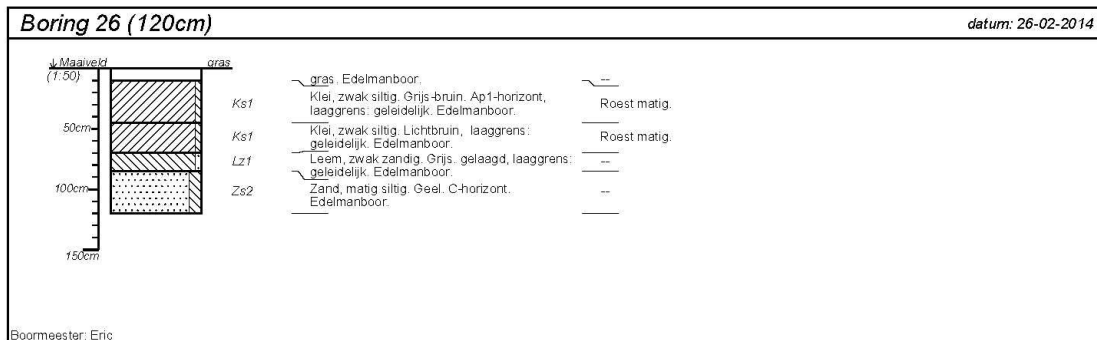 Boring 26 (120cm)
datum: 26-02-2014
↓ Maaiveld
gras
(1:50)
gras. Edelmanboor.
--
Ks1
Klei, zwak siltig. Grijs-bruin. Ap1-horizont,
laaggrens: geleidelijk. Edelmanboor.
Roest matig.
50cm
Ks1
Klei, zwak siltig. Lichtbruin, laaggrens:
geleidelijk. Edelmanboor.
Roest matig.
Lz1
Leem, zwak zandig. Grijs. gelaagd, laaggrens:
geleidelijk. Edelmanboor.
--
100cm
Zs2
Zand, matig siltig. Geel. C-horizont.
Edelmanboor.
--
150cm
Boormeester: Eric